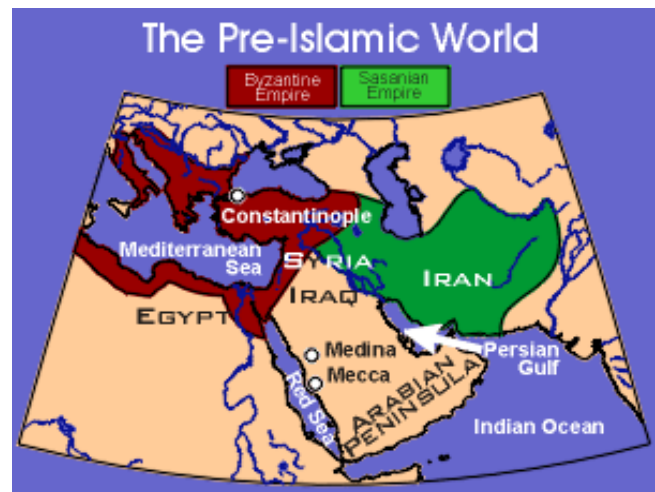 The Pre-Islamic World
Byzantine
Empire
Sasanian
Empire
Constantinople
Mediterranean
Sea
SYRIA
IRAN
IRAQ
EGYPT
Medina
Mecca
Persian
Gulf
Red Sea
ARABIAN
PENINSULA
Indian Ocean